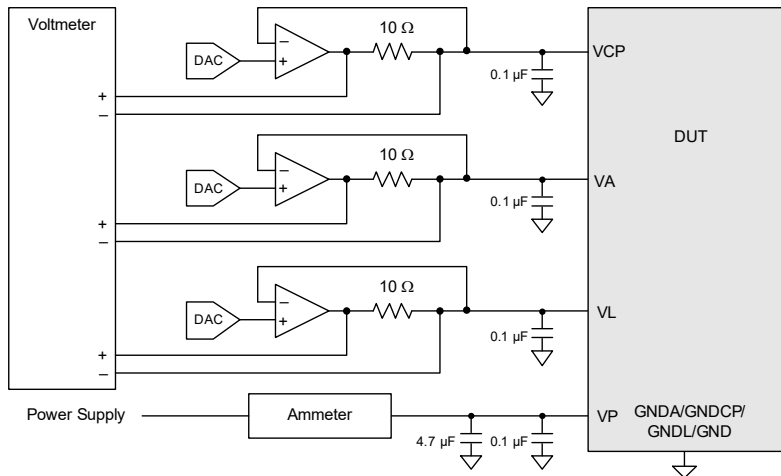 Voltmeter
10 Ω
DAC
−
+
VCP
0.1 µF
+
−
DUT
10 Ω
DAC
−
+
VA
0.1 µF
+
−
10 Ω
DAC
−
+
VL
0.1 µF
+
−
Power Supply
Ammeter
VP
4.7 µF
0.1 µF
GNDA/GNDCP/
GNDL/GND